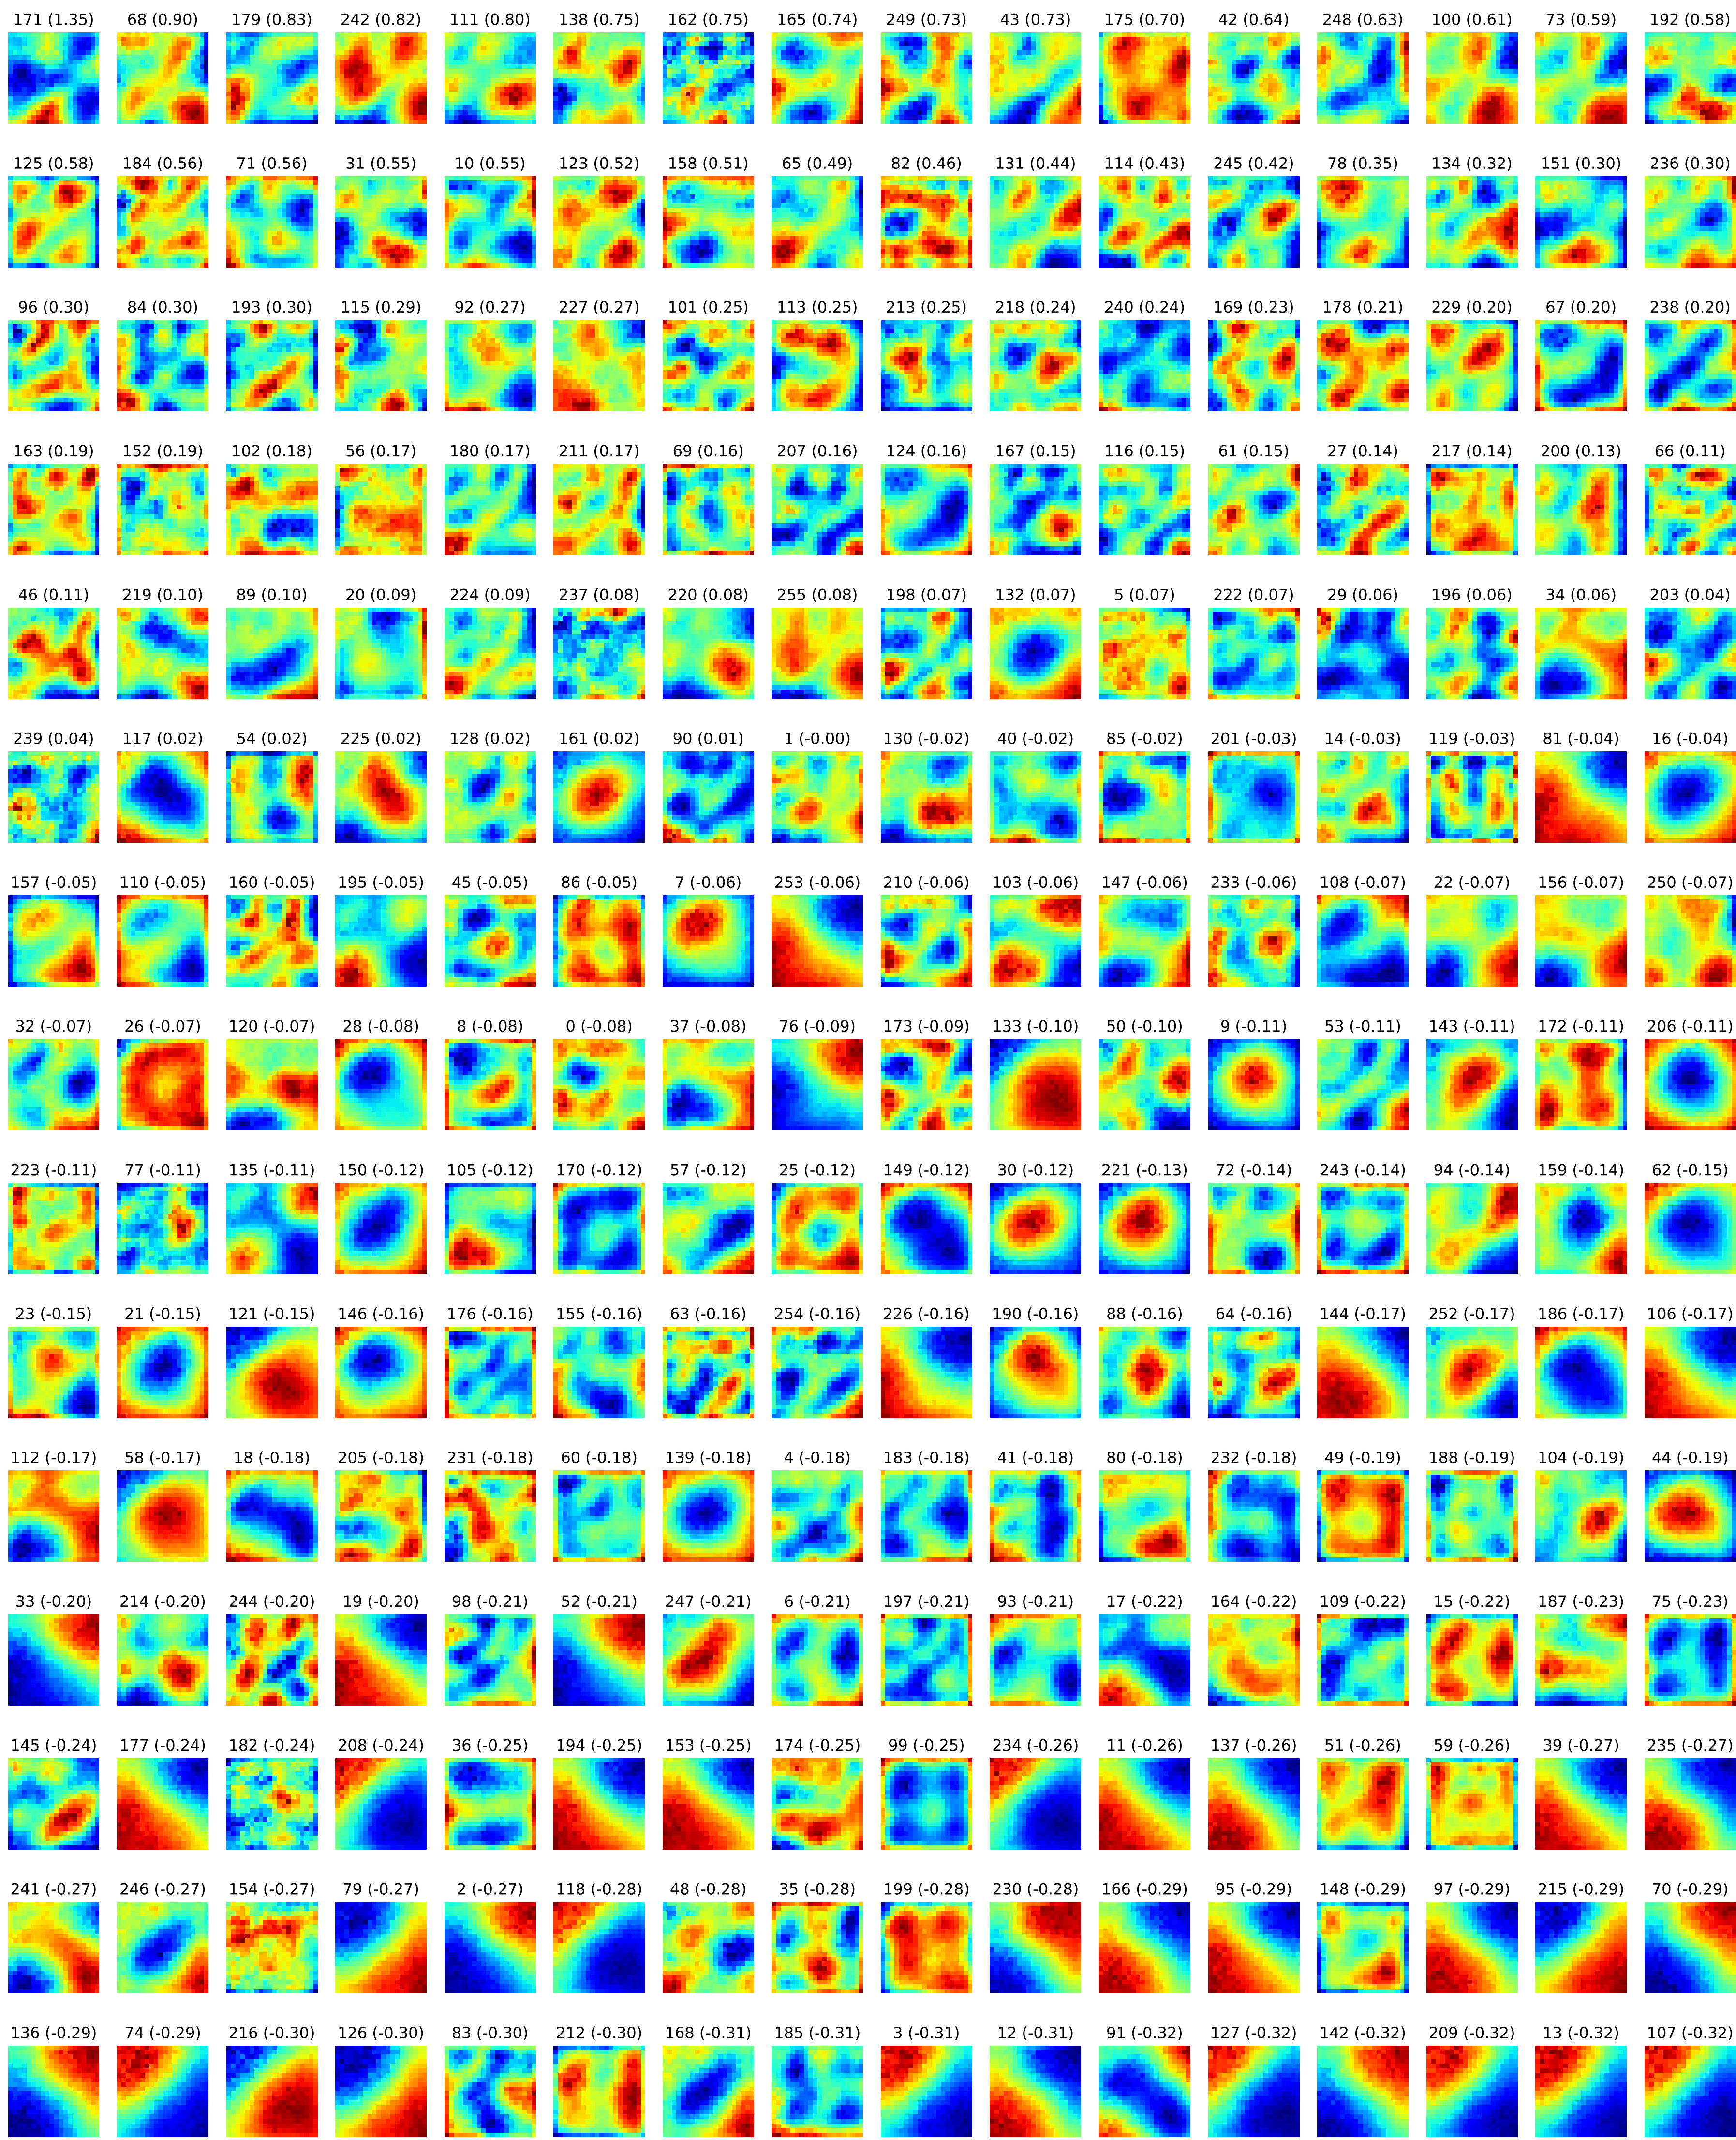 171 (1.35) 68 (0.90) 179 (0.83) 242 (0.82) 111 (0.80) 138 (0.75) 162 (0.75) 165 (0.74) 249 (0.73) 43 (0.73) 175 (0.70) 42 (0.64) 248 (0.63) 100 (0.61) 73 (0.59) 192 (0.58)
125 (0.58) 184 (0.56) 71 (0.56) 31 (0.55) 10 (0.55) 123 (0.52) 158 (0.51) 65 (0.49) 82 (0.46) 131 (0.44) 114 (0.43) 245 (0.42) 78 (0.35) 134 (0.32) 151 (0.30) 236 (0.30)
96 (0.30) 84 (0.30) 193 (0.30) 115 (0.29) 92 (0.27) 227 (0.27) 101 (0.25) 113 (0.25) 213 (0.25) 218 (0.24) 240 (0.24) 169 (0.23) 178 (0.21) 229 (0.20) 67 (0.20) 238 (0.20)
163 (0.19) 152 (0.19) 102 (0.18) 56 (0.17) 180 (0.17) 211 (0.17) 69 (0.16) 207 (0.16) 124 (0.16) 167 (0.15) 116 (0.15) 61 (0.15) 27 (0.14) 217 (0.14) 200 (0.13) 66 (0.11)
46 (0.11) 219 (0.10) 89 (0.10) 20 (0.09) 224 (0.09) 237 (0.08) 220 (0.08) 255 (0.08) 198 (0.07) 132 (0.07) 5 (0.07) 222 (0.07) 29 (0.06) 196 (0.06) 34 (0.06) 203 (0.04)
239 (0.04) 117 (0.02) 54 (0.02) 225 (0.02) 128 (0.02) 161 (0.02) 90 (0.01) 1 (-0.00) 130 (-0.02) 40 (-0.02) 85 (-0.02) 201 (-0.03) 14 (-0.03) 119 (-0.03) 81 (-0.04) 16 (-0.04)
157 (-0.05) 110 (-0.05) 160 (-0.05) 195 (-0.05) 45 (-0.05) 86 (-0.05) 7 (-0.06) 253 (-0.06) 210 (-0.06) 103 (-0.06) 147 (-0.06) 233 (-0.06) 108 (-0.07) 22 (-0.07) 156 (-0.07) 250 (-0.07)
32 (-0.07) 26 (-0.07) 120 (-0.07) 28 (-0.08) 8 (-0.08) 0 (-0.08) 37 (-0.08) 76 (-0.09) 173 (-0.09) 133 (-0.10) 50 (-0.10) 9 (-0.11) 53 (-0.11) 143 (-0.11) 172 (-0.11) 206 (-0.11)
223 (-0.11) 77 (-0.11) 135 (-0.11) 150 (-0.12) 105 (-0.12) 170 (-0.12) 57 (-0.12) 25 (-0.12) 149 (-0.12) 30 (-0.12) 221 (-0.13) 72 (-0.14) 243 (-0.14) 94 (-0.14) 159 (-0.14) 62 (-0.15)
23 (-0.15) 21 (-0.15) 121 (-0.15) 146 (-0.16) 176 (-0.16) 155 (-0.16) 63 (-0.16) 254 (-0.16) 226 (-0.16) 190 (-0.16) 88 (-0.16) 64 (-0.16) 144 (-0.17) 252 (-0.17) 186 (-0.17) 106 (-0.17)
112 (-0.17) 58 (-0.17) 18 (-0.18) 205 (-0.18) 231 (-0.18) 60 (-0.18) 139 (-0.18) 4 (-0.18) 183 (-0.18) 41 (-0.18) 80 (-0.18) 232 (-0.18) 49 (-0.19) 188 (-0.19) 104 (-0.19) 44 (-0.19)
33 (-0.20) 214 (-0.20) 244 (-0.20) 19 (-0.20) 98 (-0.21) 52 (-0.21) 247 (-0.21) 6 (-0.21) 197 (-0.21) 93 (-0.21) 17 (-0.22) 164 (-0.22) 109 (-0.22) 15 (-0.22) 187 (-0.23) 75 (-0.23)
145 (-0.24) 177 (-0.24) 182 (-0.24) 208 (-0.24) 36 (-0.25) 194 (-0.25) 153 (-0.25) 174 (-0.25) 99 (-0.25) 234 (-0.26) 11 (-0.26) 137 (-0.26) 51 (-0.26) 59 (-0.26) 39 (-0.27) 235 (-0.27)
241 (-0.27) 246 (-0.27) 154 (-0.27) 79 (-0.27) 2 (-0.27) 118 (-0.28) 48 (-0.28) 35 (-0.28) 199 (-0.28) 230 (-0.28) 166 (-0.29) 95 (-0.29) 148 (-0.29) 97 (-0.29) 215 (-0.29) 70 (-0.29)
136 (-0.29) 74 (-0.29) 216 (-0.30) 126 (-0.30) 83 (-0.30) 212 (-0.30) 168 (-0.31) 185 (-0.31) 3 (-0.31) 12 (-0.31) 91 (-0.32) 127 (-0.32) 142 (-0.32) 209 (-0.32) 13 (-0.32) 107 (-0.32)